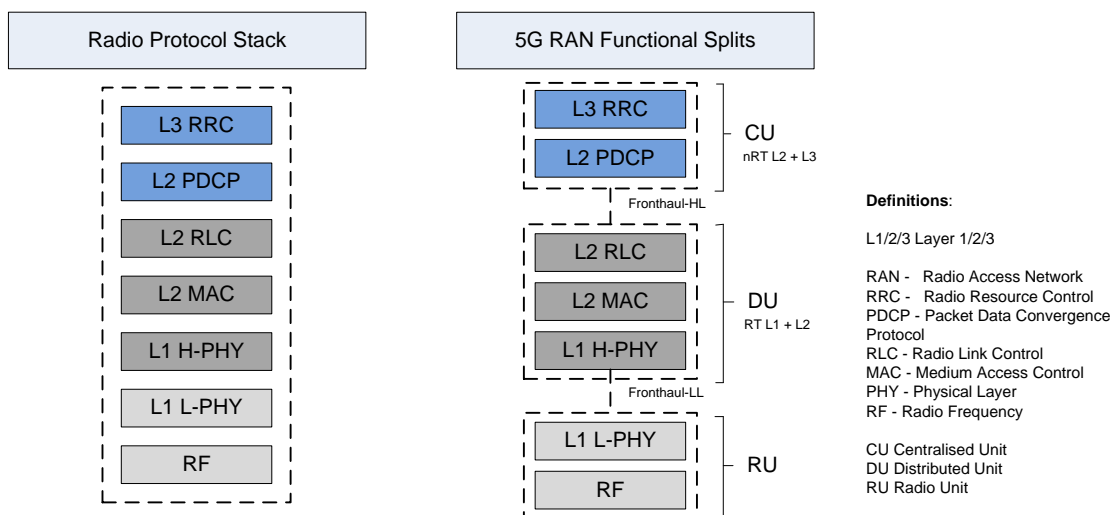 Radio Protocol Stack
L3 RRC
L2 PDCP
L2 RLC
L2 MAC
L1 H-PHY
L1 L-PHY
RF
5G RAN Functional Splits
L3 RRC
L2 PDCP
CU
nRT L2 + L3
Fronthaul-HL
L2 RLC
L2 MAC
L1 H-PHY
DU
RT L1 + L2
Fronthaul-LL
L1 L-PHY
RF
RU
Definitions:
L1/2/3 Layer 1/2/3
RAN - Radio Access Network
RRC - Radio Resource Control
PDCP - Packet Data Convergence
Protocol
RLC - Radio Link Control
MAC - Medium Access Control
PHY - Physical Layer
RF - Radio Frequency
CU Centralised Unit
DU Distributed Unit
RU Radio Unit